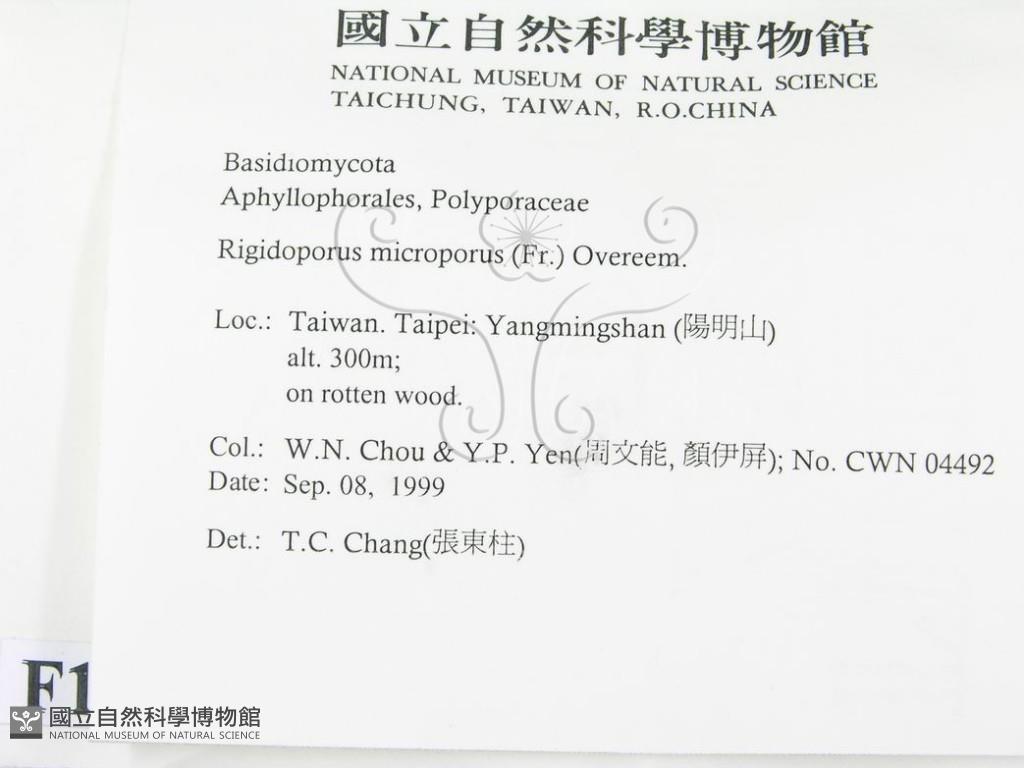 國立自然科學博物館
NATIONAL MUSEUM OF NATURAL SCIENCE
TAICHUNG, TAIWAN, R.O.CHINA
Basidiomycota
Aphyllophorales, Polyporaceae
Rigidoporus microporus (Fr.) Overeem.
Loc.: Taiwan. Taipei: Yangmingshan (陽明山)
alt. 300m;
on rotten wood.
Col.: W.N. Chou & Y.P. Yen(周文能, 顏伊屏); No. CWN 04492
Date: Sep. 08, 1999
Det.: T.C. Chang(張東柱)
F1
國立自然科學博物館
NATIONAL MUSEUM OF NATURAL SCIENCE